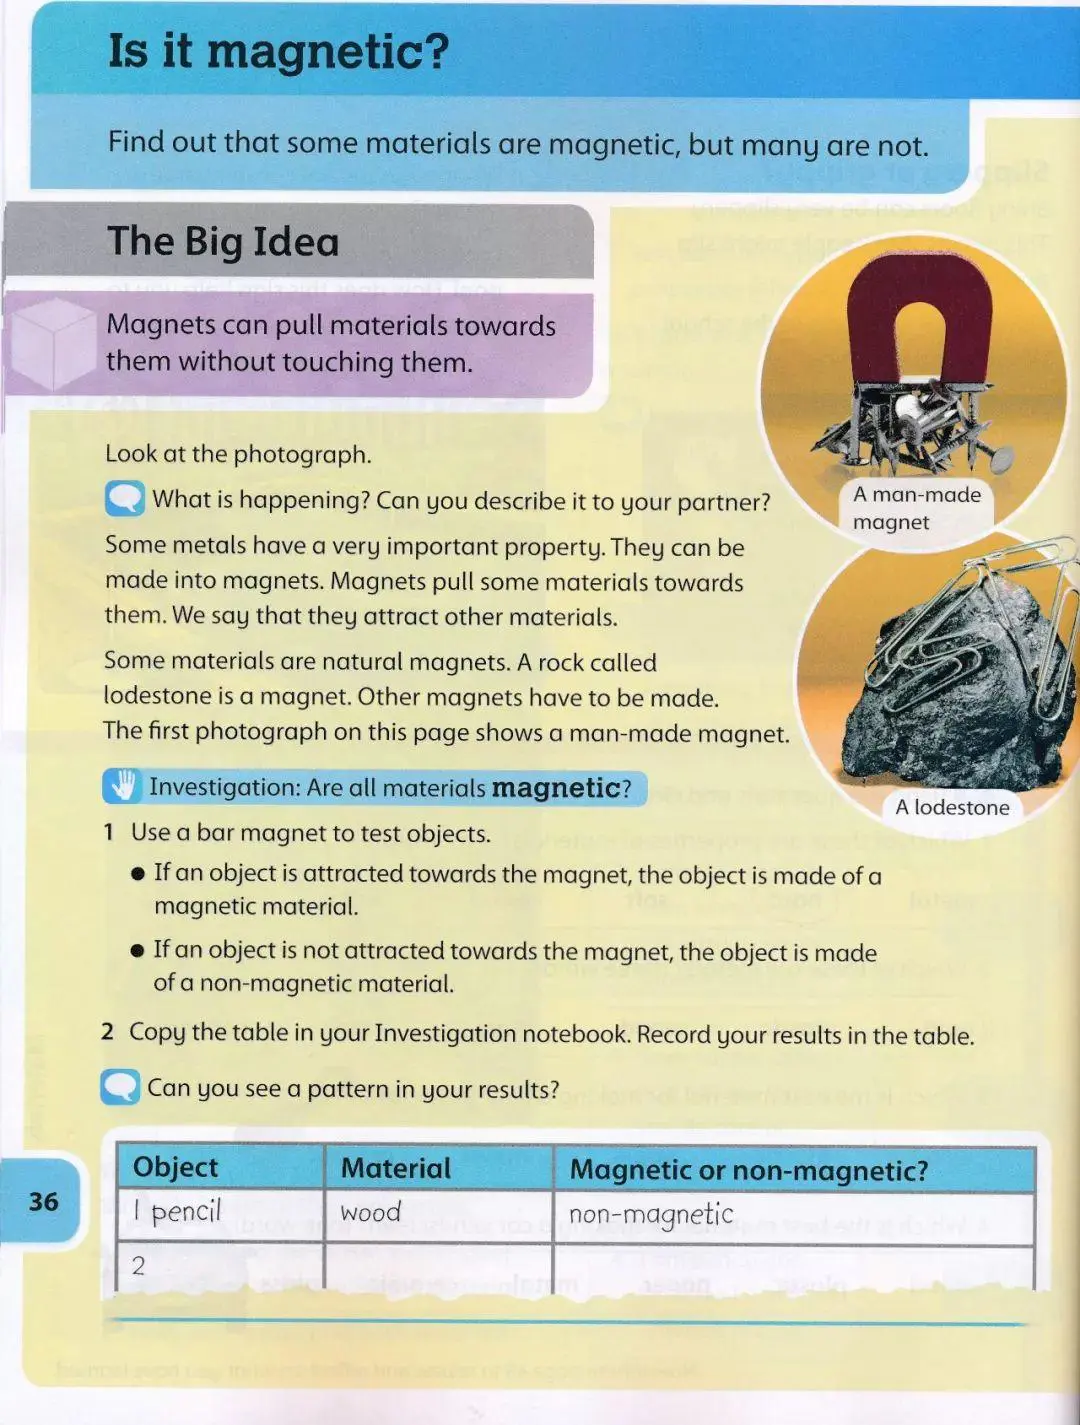 Is it magnetic?
Find out that some materials are magnetic, but many are not.
The Big Idea
Magnets can pull materials towards
them without touching them.
Look at the photograph.
What is happening? Can you describe it to your partner?
Some metals have a very important property. They can be
made into magnets. Magnets pull some materials towards
them. We say that they attract other materials.
Some materials are natural magnets. A rock called
lodestone is a magnet. Other magnets have to be made.
The first photograph on this page shows a man-made magnet.
A man-made
magnet
A lodestone
Investigation: Are all materials magnetic?
1 Use a bar magnet to test objects.
● If an object is attracted towards the magnet, the object is made of a
magnetic material.
● If an object is not attracted towards the magnet, the object is made
of a non-magnetic material.
2 Copy the table in your Investigation notebook. Record your results in the table.
Can you see a pattern in your results?
Object Material Magnetic or non-magnetic?
1 pencil wood non-magnetic
2
36